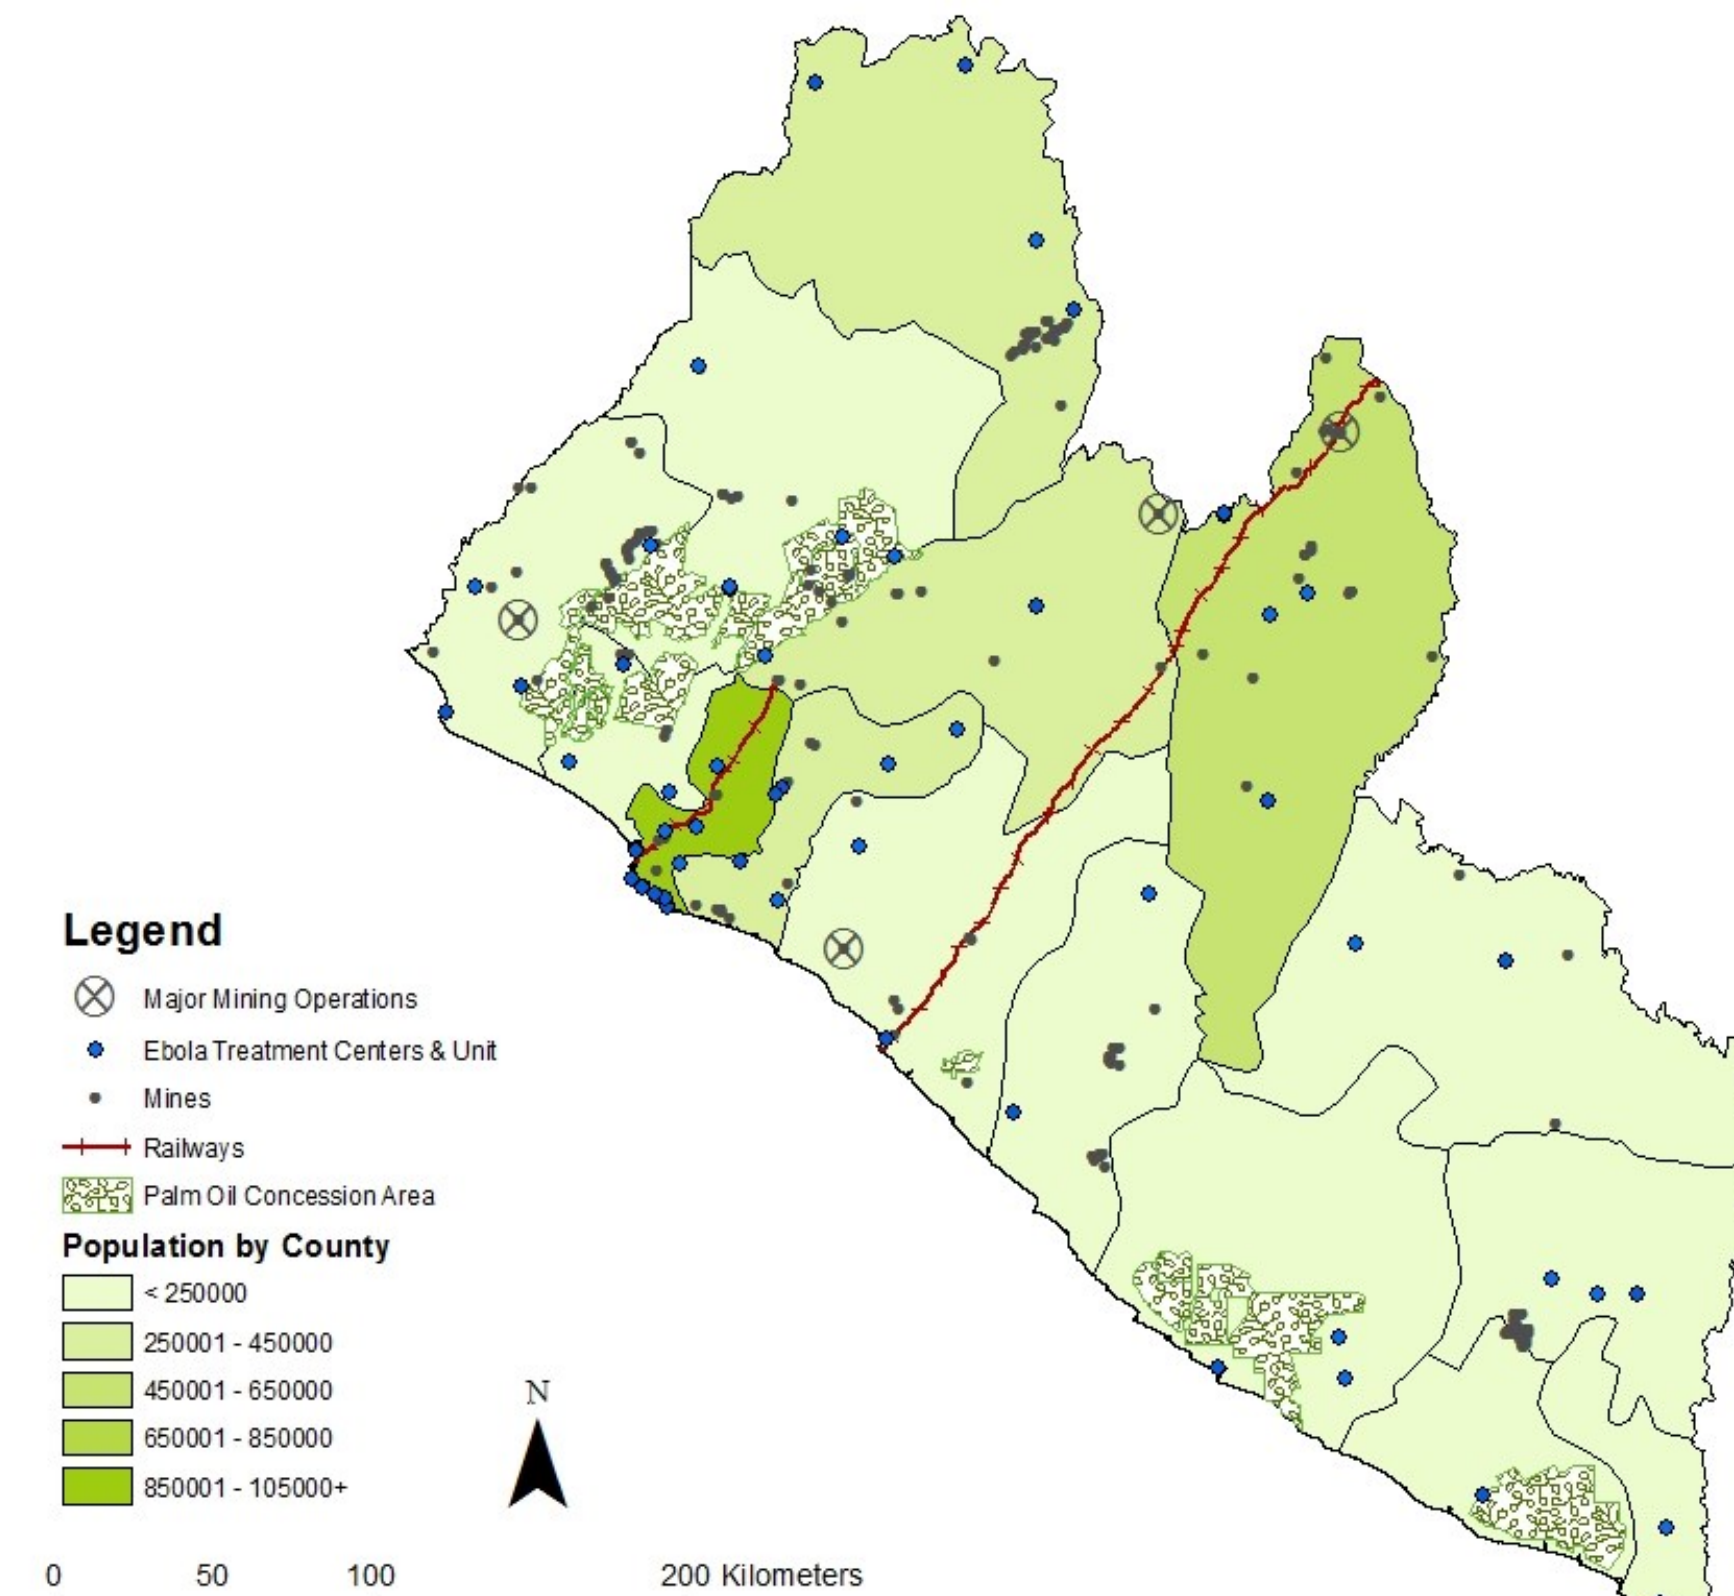 Legend
Major Mining Operations
Ebola Treatment Centers & Unit
Mines
Railways
Palm Oil Concession Area
Population by County
< 250000
250001 - 450000
450001 - 650000
650001 - 850000
850001 - 105000+
N
0 50 100 200 Kilometers